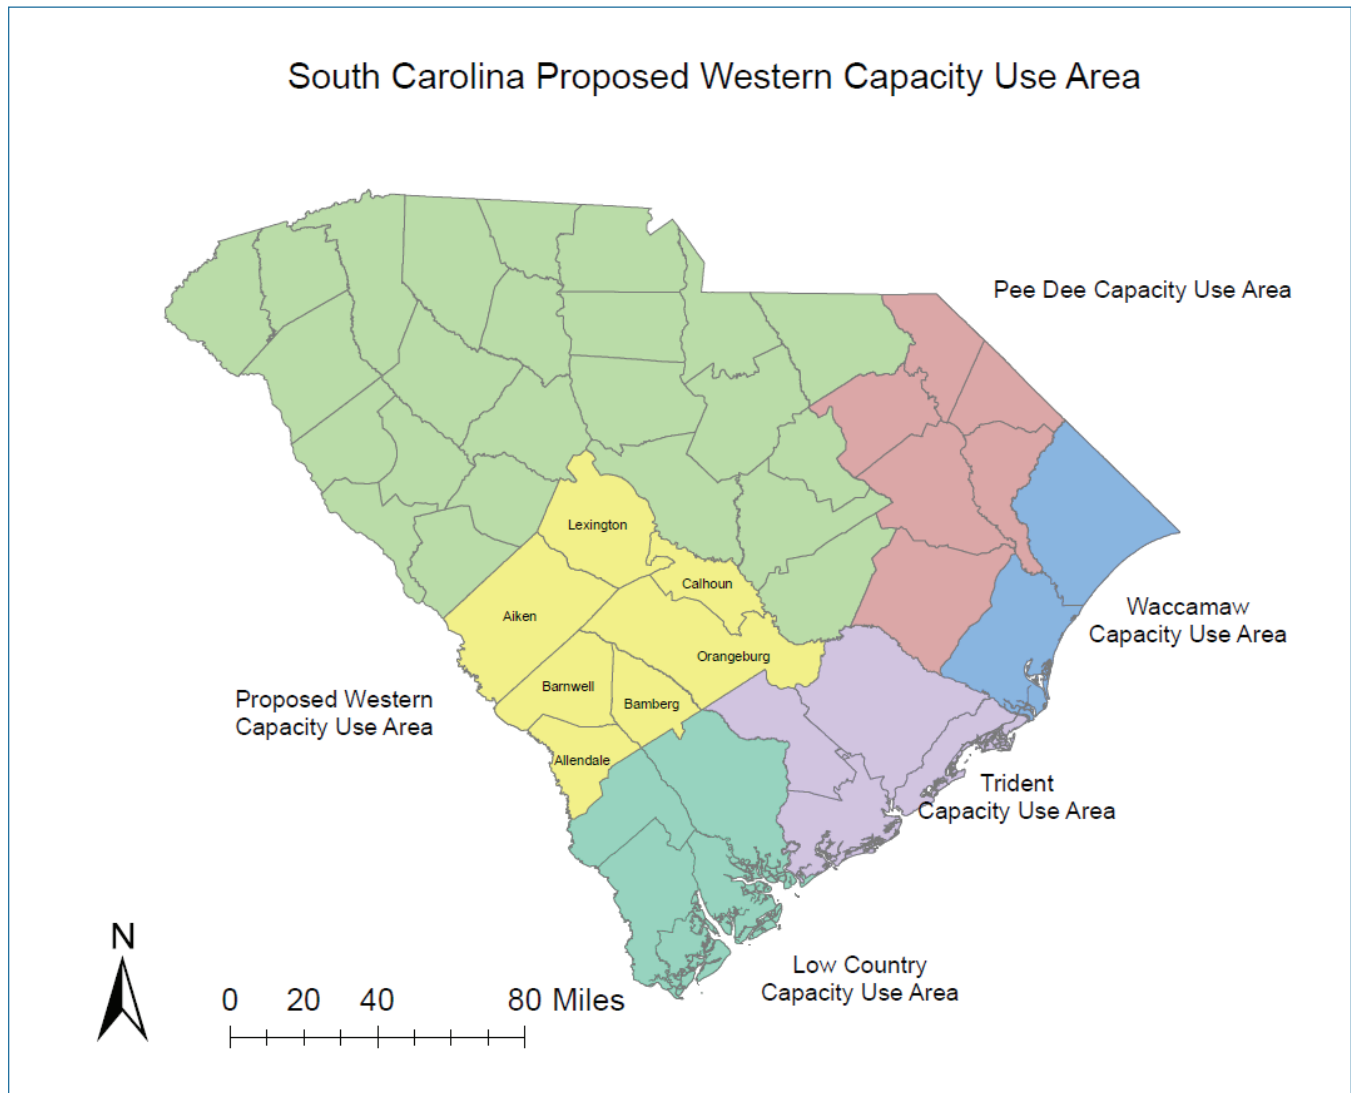 South Carolina Proposed Western Capacity Use Area
Pee Dee Capacity Use Area
Lexington
Calhoun
Aiken
Waccamaw
Capacity Use Area
Orangeburg
Barnwell
Bamberg
Proposed Western
Capacity Use Area
Allendale
Trident
Capacity Use Area
N
Low Country
Capacity Use Area
0 20 40 80 Miles